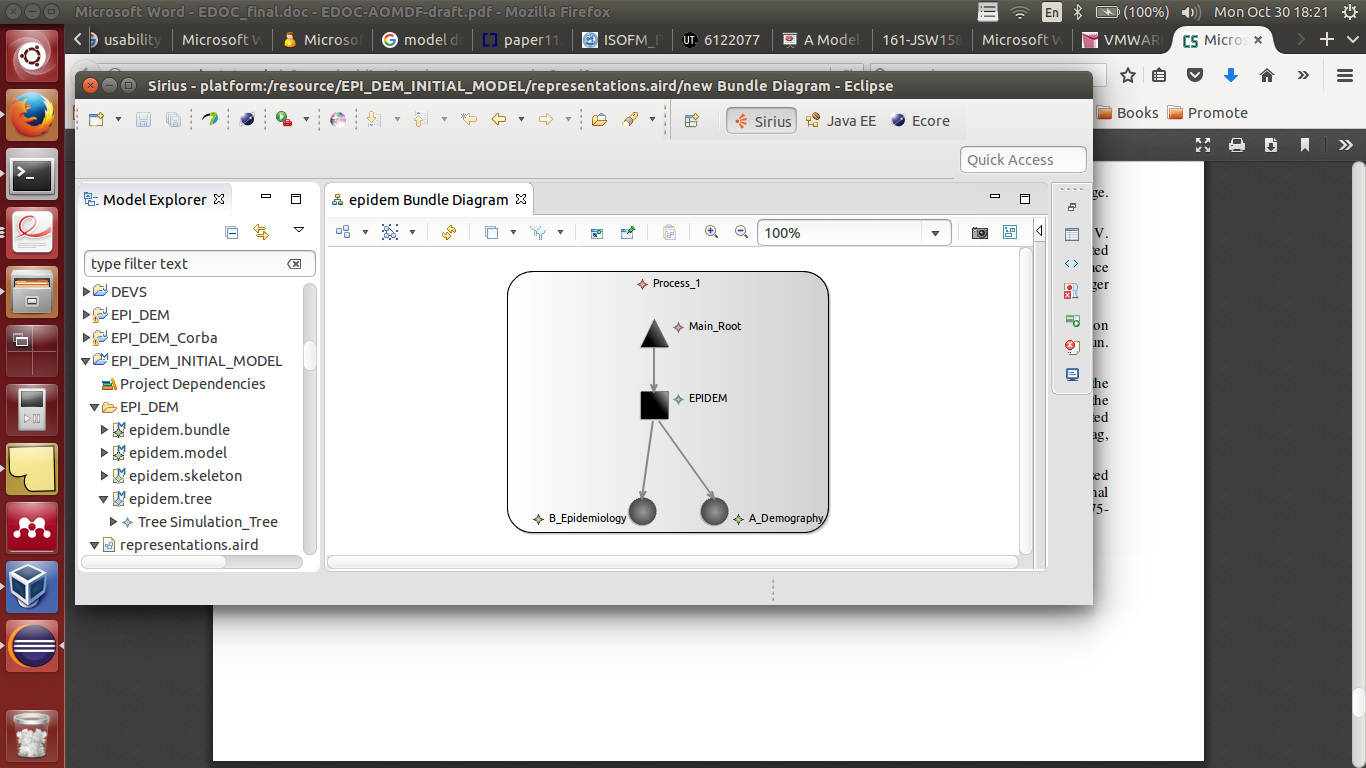 Microsoft Word - EDOC_final.doc - EDOC-AOMDF-draft.pdf - Mozilla Firefox
En
(100%)
Mon Oct 30 18:21
usability
Microsoft W
Microso
model d
paper11
ISOFM_I
6122077
A Model
161-JSW158
Microsoft W
VMWAR
Micros
Sirius - platform:/resource/EPI_DEM_INITIAL_MODEL/representations.aird/new Bundle Diagram - Eclipse
Books
Promote
Sirius
Java EE
Ecore
Quick Access
Model Explorer
epidem Bundle Diagram
100%
type filter text
DEVS
EPI_DEM
EPI_DEM_Corba
EPI_DEM_INITIAL_MODEL
Project Dependencies
EPI_DEM
epidem.bundle
epidem.model
epidem.skeleton
epidem.tree
Tree Simulation_Tree
representations.aird
Process_1
Main_Root
EPIDEM
B_Epidemiology
A_Demography
ge.
V.
ted
nce
ger
on
un.
the
the
ted
ag,
sed
nal
75-